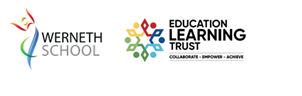 WERNETH
SCHOOL
EDUCATION
LEARNING
TRUST
COLLABORATE • EMPOWER • ACHIEVE